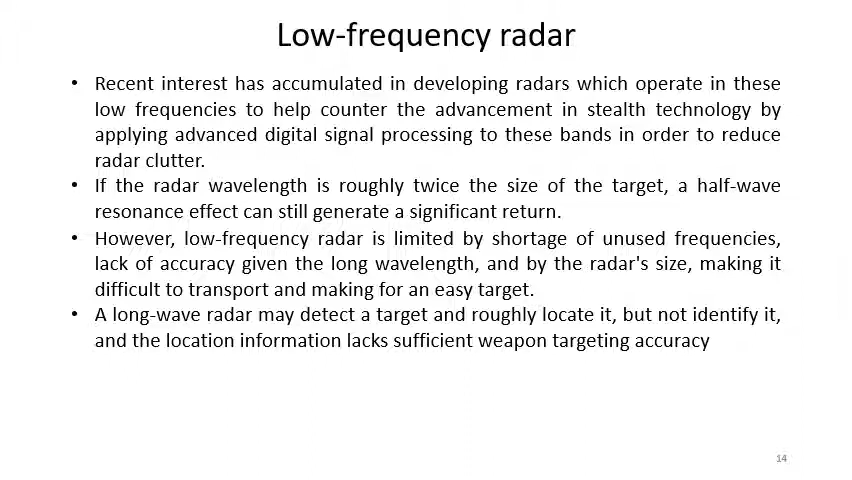 Low-frequency radar
• Recent interest has accumulated in developing radars which operate in these
low frequencies to help counter the advancement in stealth technology by
applying advanced digital signal processing to these bands in order to reduce
radar clutter.
• If the radar wavelength is roughly twice the size of the target, a half-wave
resonance effect can still generate a significant return.
• However, low-frequency radar is limited by shortage of unused frequencies,
lack of accuracy given the long wavelength, and by the radar's size, making it
difficult to transport and making for an easy target.
• A long-wave radar may detect a target and roughly locate it, but not identify it,
and the location information lacks sufficient weapon targeting accuracy
14